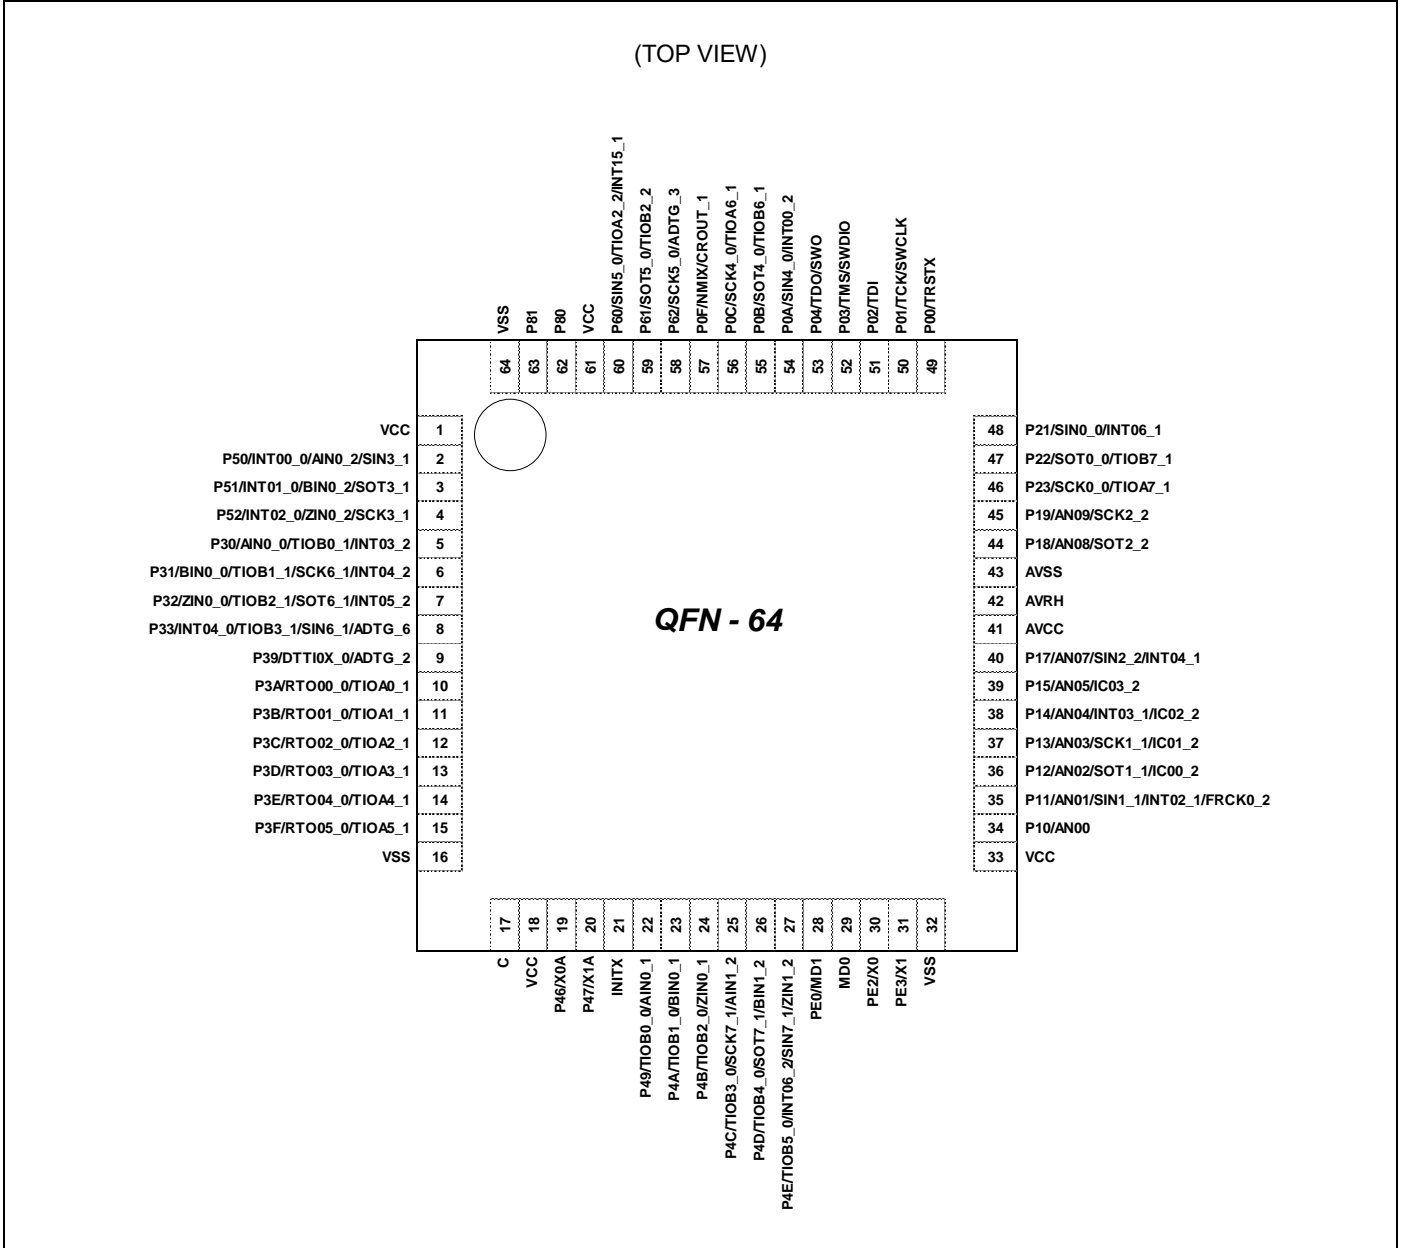 (TOP VIEW)
VSS
P81
P80
VCC
P60/SIN5_0/TIOA2_2/INT15_1
P61/SOT5_0/TIOB2_2
P62/SCK5_0/ADTG_3
P0F/NMIX/CROUT_1
P0C/SCK4_0/TIOA6_1
P0B/SOT4_0/TIOB6_1
P0A/SIN4_0/INT00_2
P04/TDO/SWO
P03/TMS/SWDIO
P02/TDI
P01/TCK/SWCLK
P00/TRSTX
64
63
62
61
60
59
58
57
56
55
54
53
52
51
50
49
VCC 1
P50/INT00_0/AIN0_2/SIN3_1 2
P51/INT01_0/BIN0_2/SOT3_1 3
P52/INT02_0/ZIN0_2/SCK3_1 4
P30/AIN0_0/TIOB0_1/INT03_2 5
P31/BIN0_0/TIOB1_1/SCK6_1/INT04_2 6
P32/ZIN0_0/TIOB2_1/SOT6_1/INT05_2 7
P33/INT04_0/TIOB3_1/SIN6_1/ADTG_6 8
P39/DTTI0X_0/ADTG_2 9
P3A/RTO00_0/TIOA0_1 10
P3B/RTO01_0/TIOA1_1 11
P3C/RTO02_0/TIOA2_1 12
P3D/RTO03_0/TIOA3_1 13
P3E/RTO04_0/TIOA4_1 14
P3F/RTO05_0/TIOA5_1 15
VSS 16
QFN - 64
48 P21/SIN0_0/INT06_1
47 P22/SOT0_0/TIOB7_1
46 P23/SCK0_0/TIOA7_1
45 P19/AN09/SCK2_2
44 P18/AN08/SOT2_2
43 AVSS
42 AVRH
41 AVCC
40 P17/AN07/SIN2_2/INT04_1
39 P15/AN05/IC03_2
38 P14/AN04/INT03_1/IC02_2
37 P13/AN03/SCK1_1/IC01_2
36 P12/AN02/SOT1_1/IC00_2
35 P11/AN01/SIN1_1/INT02_1/FRCK0_2
34 P10/AN00
33 VCC
17
18
19
20
21
22
23
24
25
26
27
28
29
30
31
32
C
VCC
P46/X0A
P47/X1A
INITX
P49/TIOB0_0/AIN0_1
P4A/TIOB1_0/BIN0_1
P4B/TIOB2_0/ZIN0_1
P4C/TIOB3_0/SCK7_1/AIN1_2
P4D/TIOB4_0/SOT7_1/BIN1_2
P4E/TIOB5_0/INT06_2/SIN7_1/ZIN1_2
PE0/MD1
MD0
PE2/X0
PE3/X1
VSS